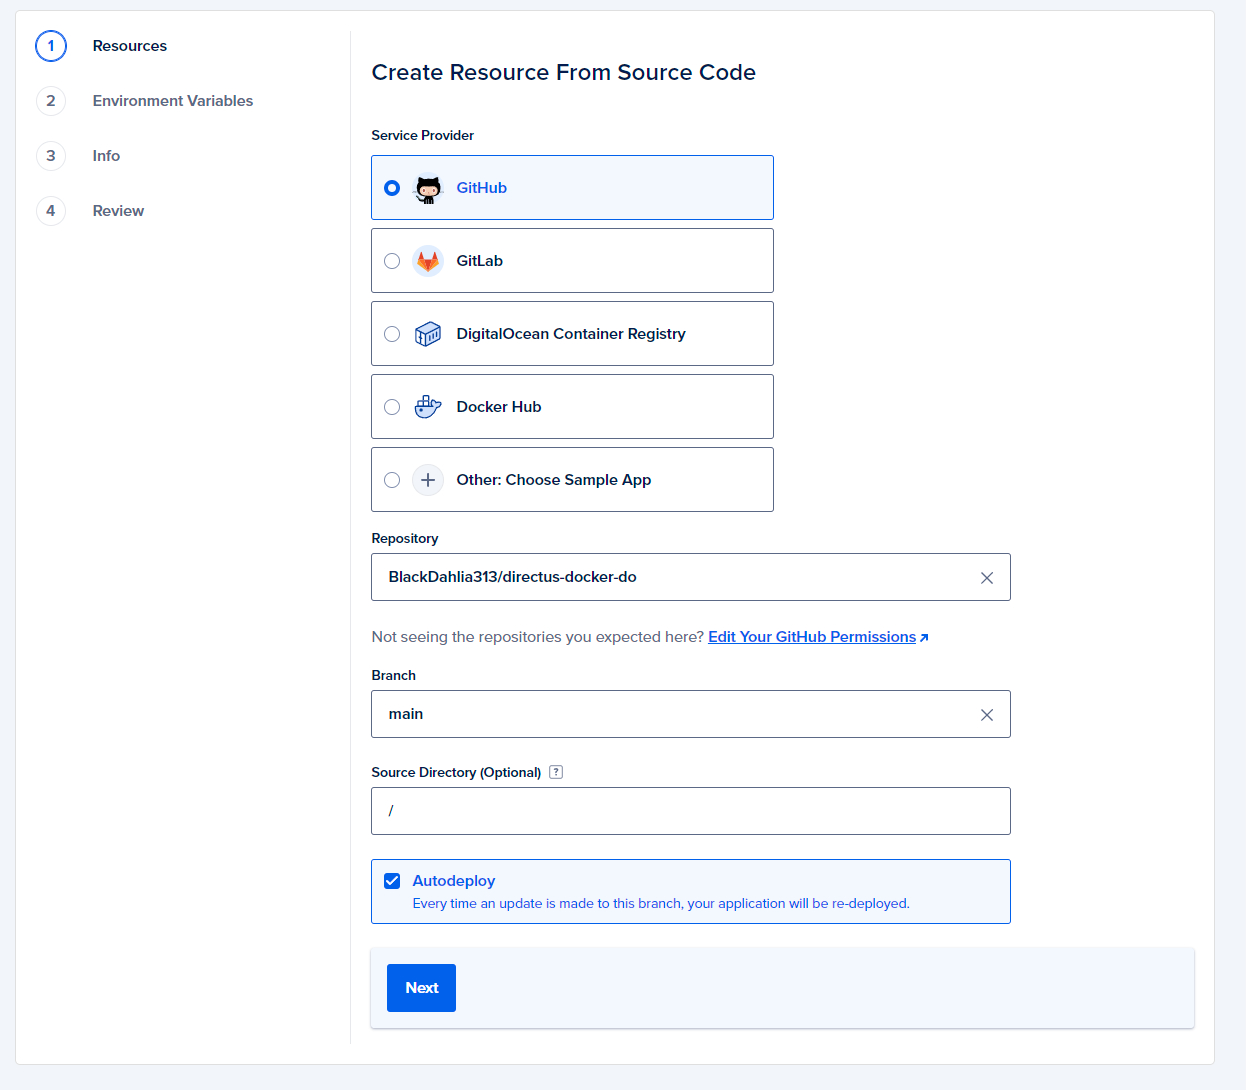 1 Resources
2 Environment Variables
3 Info
4 Review
Create Resource From Source Code
Service Provider
GitHub
GitLab
DigitalOcean Container Registry
Docker Hub
Other: Choose Sample App
Repository
BlackDahlia313/directus-docker-do
Not seeing the repositories you expected here? Edit Your GitHub Permissions
Branch
main
Source Directory (Optional) ?
/
Autodeploy
Every time an update is made to this branch, your application will be re-deployed.
Next